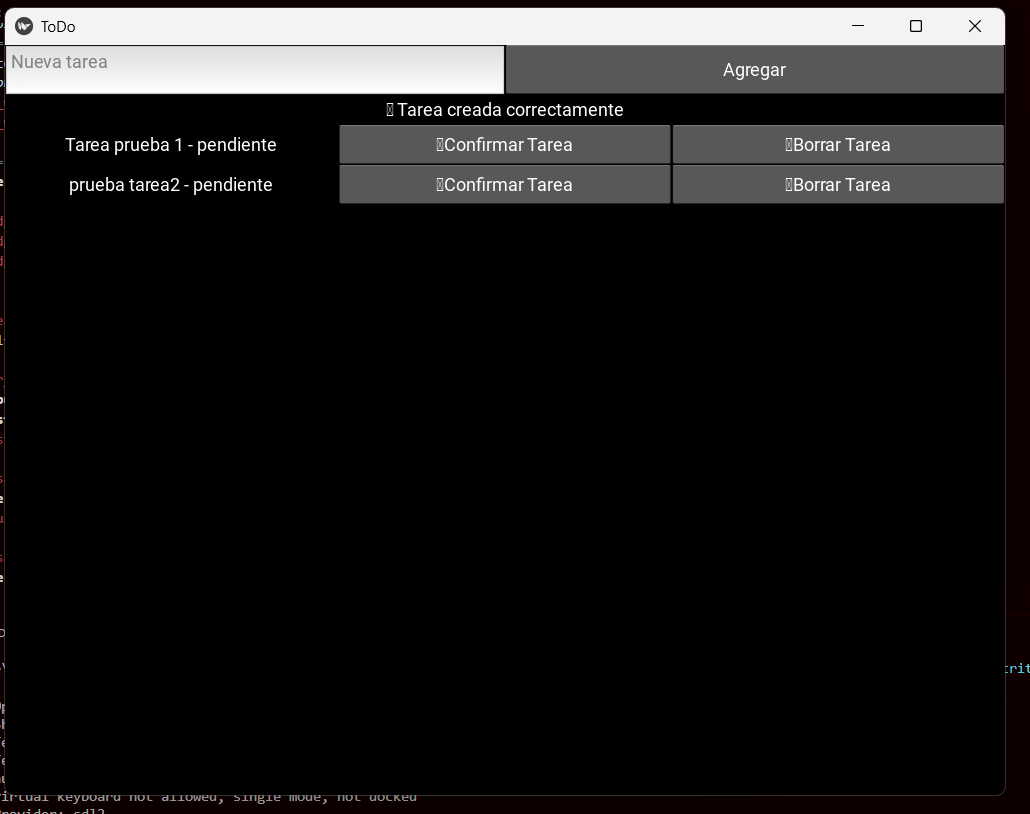 ToDo
Nueva tarea
Agregar
Tarea creada correctamente
Tarea prueba 1 - pendiente Confirmar Tarea Borrar Tarea
prueba tarea2 - pendiente Confirmar Tarea Borrar Tarea
virtual keyboard not allowed, single mode, not docked